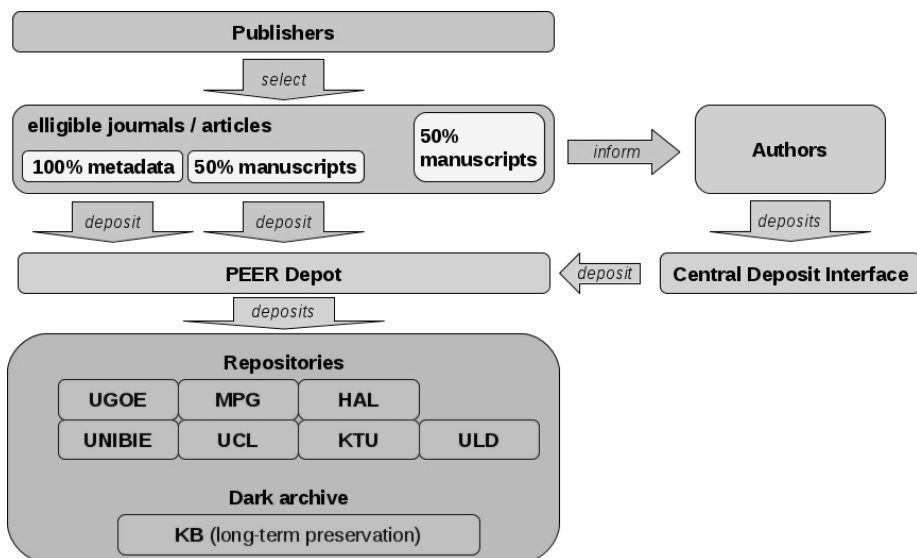 Publishers
select
elligible journals / articles
100% metadata
50% manuscripts
50%
manuscripts
inform
Authors
deposit
deposit
deposits
PEER Depot
deposit
Central Deposit Interface
deposits
Repositories
UGOE
MPG
HAL
UNIBIE
UCL
KTU
ULD
Dark archive
KB (long-term preservation)